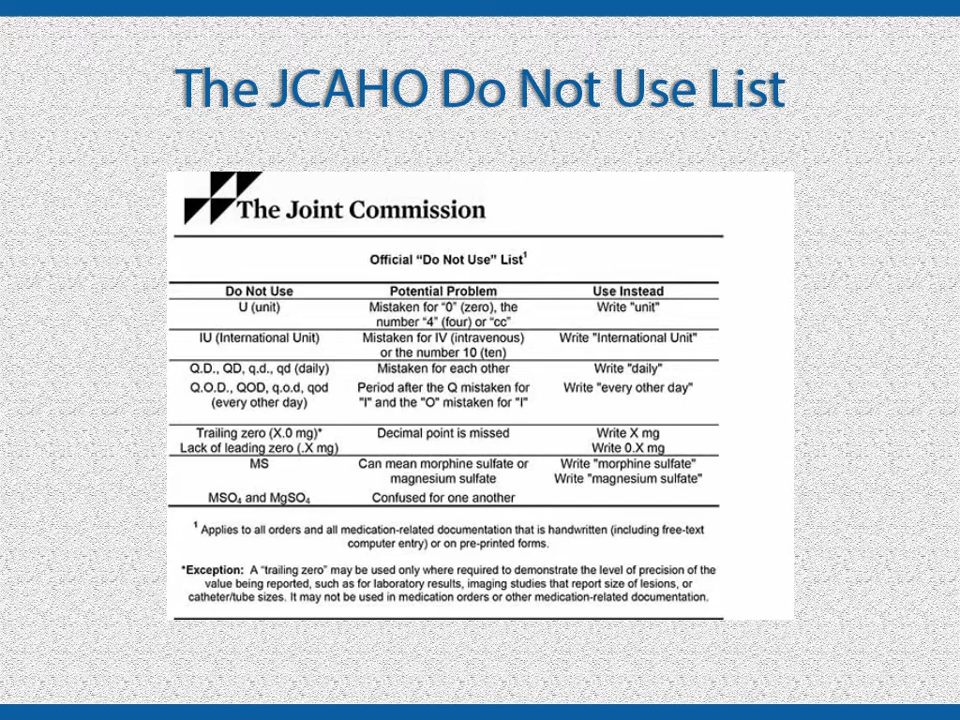 The JCAHO Do Not Use List
The Joint Commission
Official “Do Not Use” List¹
Do Not Use Potential Problem Use Instead
U (unit) Mistaken for “0” (zero), the Write "unit"
number “4” (four) or “cc”
IU (International Unit) Mistaken for IV (intravenous) Write "International Unit"
or the number 10 (ten)
Q.D., QD, q.d., qd (daily) Mistaken for each other Write "daily"
Q.O.D., QOD, q.o.d, qod Period after the Q mistaken for Write "every other day"
(every other day) "I" and the "O" mistaken for "I"
Trailing zero (X.0 mg)* Decimal point is missed Write X mg
Lack of leading zero (.X mg) Write 0.X mg
MS Can mean morphine sulfate or Write "morphine sulfate"
magnesium sulfate Write "magnesium sulfate"
MSO₄ and MgSO₄ Confused for one another
¹ Applies to all orders and all medication-related documentation that is handwritten (including free-text
computer entry) or on pre-printed forms.
*Exception: A “trailing zero” may be used only where required to demonstrate the level of precision of the
value being reported, such as for laboratory results, imaging studies that report size of lesions, or
catheter/tube sizes. It may not be used in medication orders or other medication-related documentation.